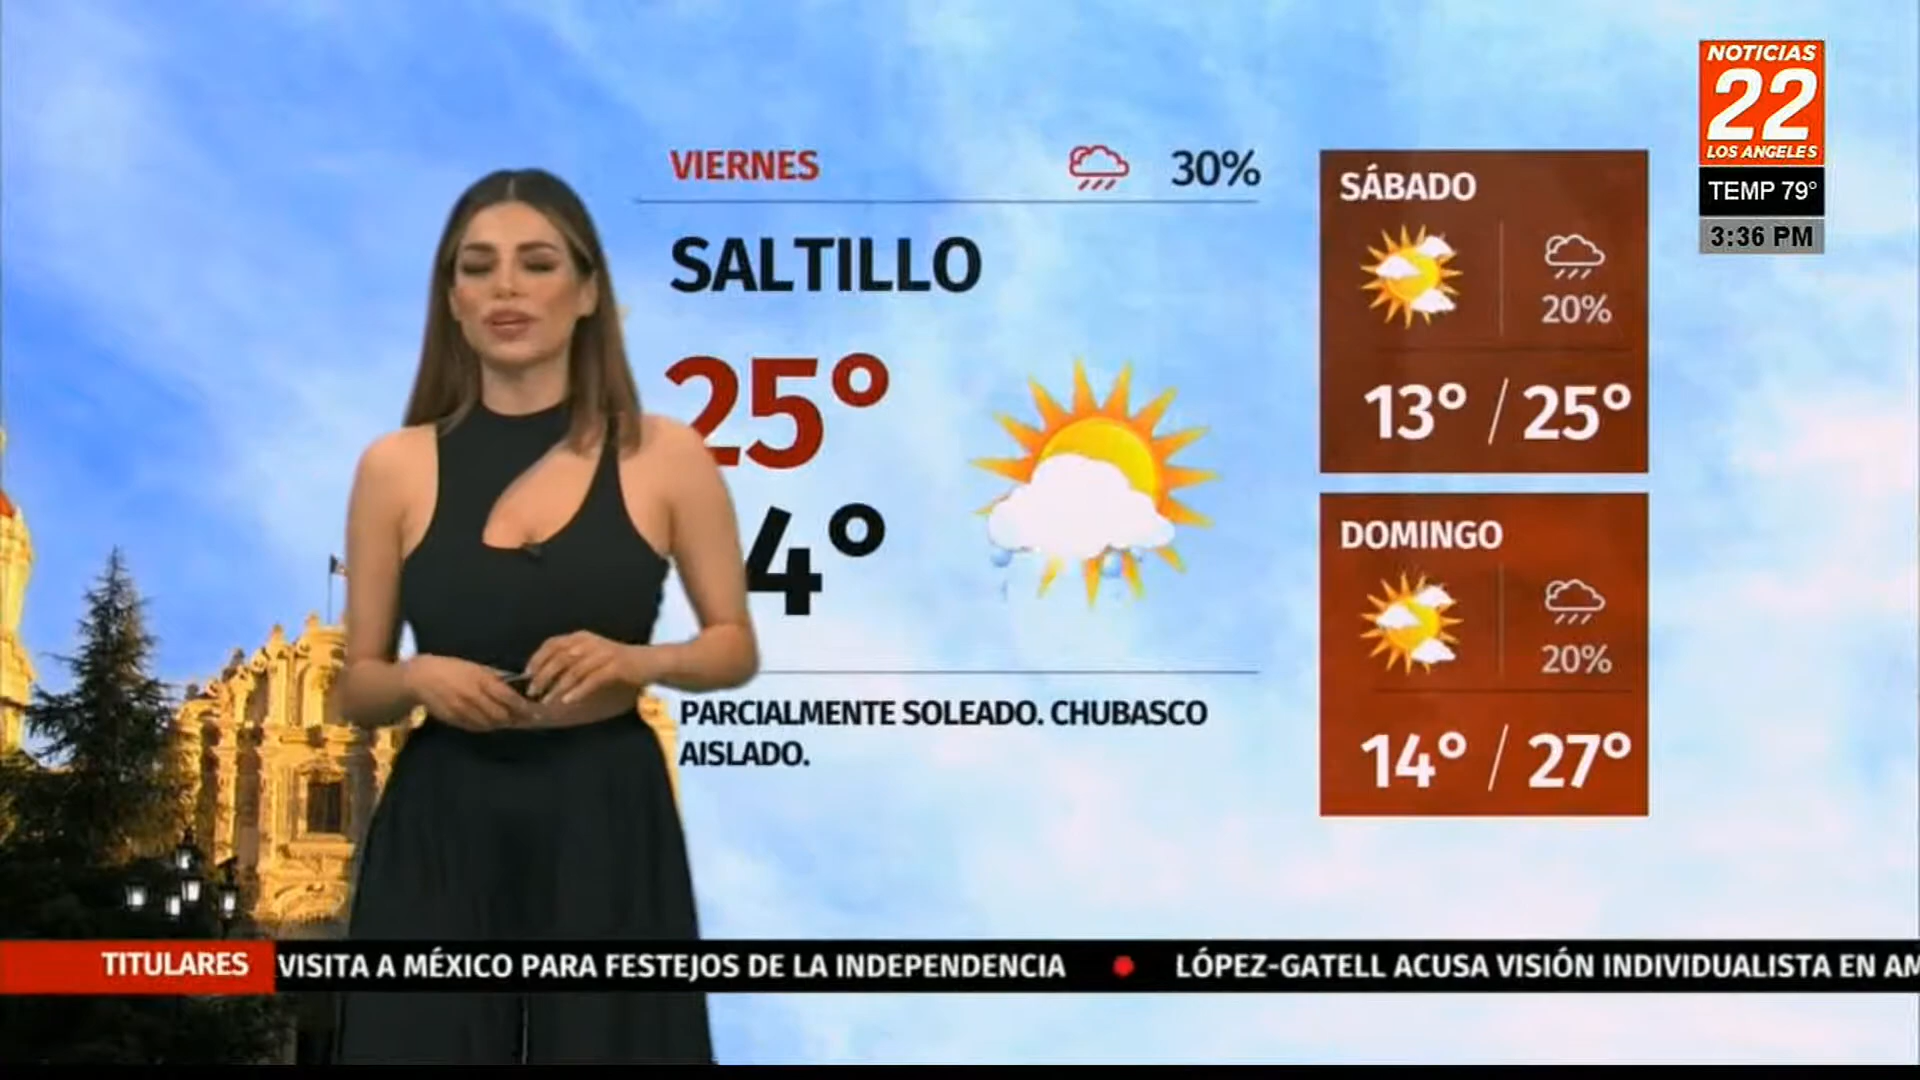 NOTICIAS
22
LOS ANGELES
TEMP 79°
3:36 PM
VIERNES
30%
SALTILLO
25°
4°
PARCIALMENTE SOLEADO. CHUBASCO
AISLADO.
SÁBADO
20%
13° / 25°
DOMINGO
20%
14° / 27°
TITULARES
VISITA A MÉXICO PARA FESTEJOS DE LA INDEPENDENCIA
LÓPEZ-GATELL ACUSA VISIÓN INDIVIDUALISTA EN AM